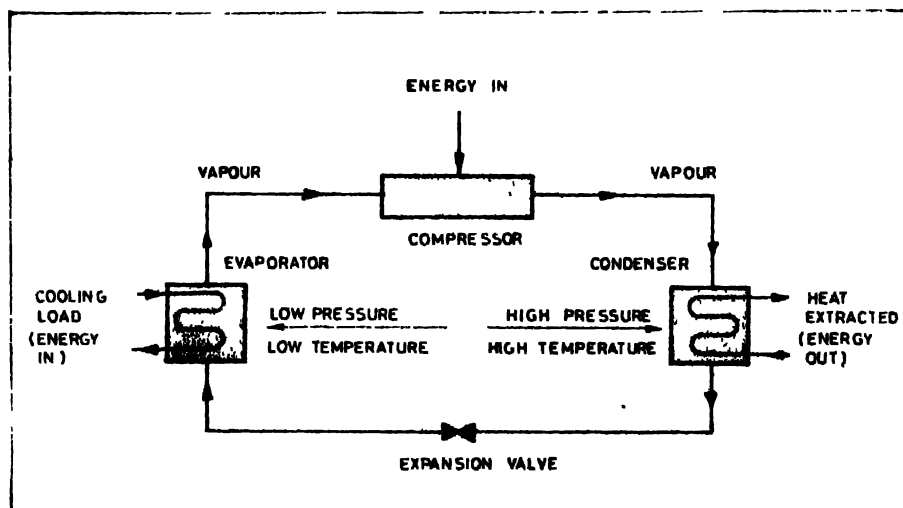 ENERGY IN
VAPOUR
VAPOUR
COMPRESSOR
EVAPORATOR
CONDENSER
COOLING
LOAD
(ENERGY
IN)
LOW PRESSURE
LOW TEMPERATURE
HIGH PRESSURE
HIGH TEMPERATURE
HEAT
EXTRACTED
(ENERGY
OUT)
EXPANSION VALVE